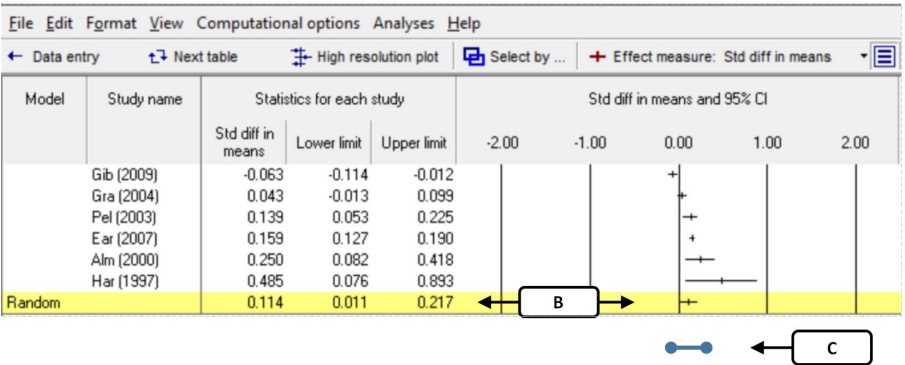 File Edit Format View Computational options Analyses Help
← Data entry Next table High resolution plot Select by ... + Effect measure: Std diff in means
Model Study name Statistics for each study Std diff in means and 95% CI
Std diff in means Lower limit Upper limit -2.00 -1.00 0.00 1.00 2.00
Gib (2009) -0.063 -0.114 -0.012
Gra (2004) 0.043 -0.013 0.099
Pel (2003) 0.139 0.053 0.225
Ear (2007) 0.159 0.127 0.190
Alm (2000) 0.250 0.082 0.418
Har (1997) 0.485 0.076 0.893
Random 0.114 0.011 0.217 B
C